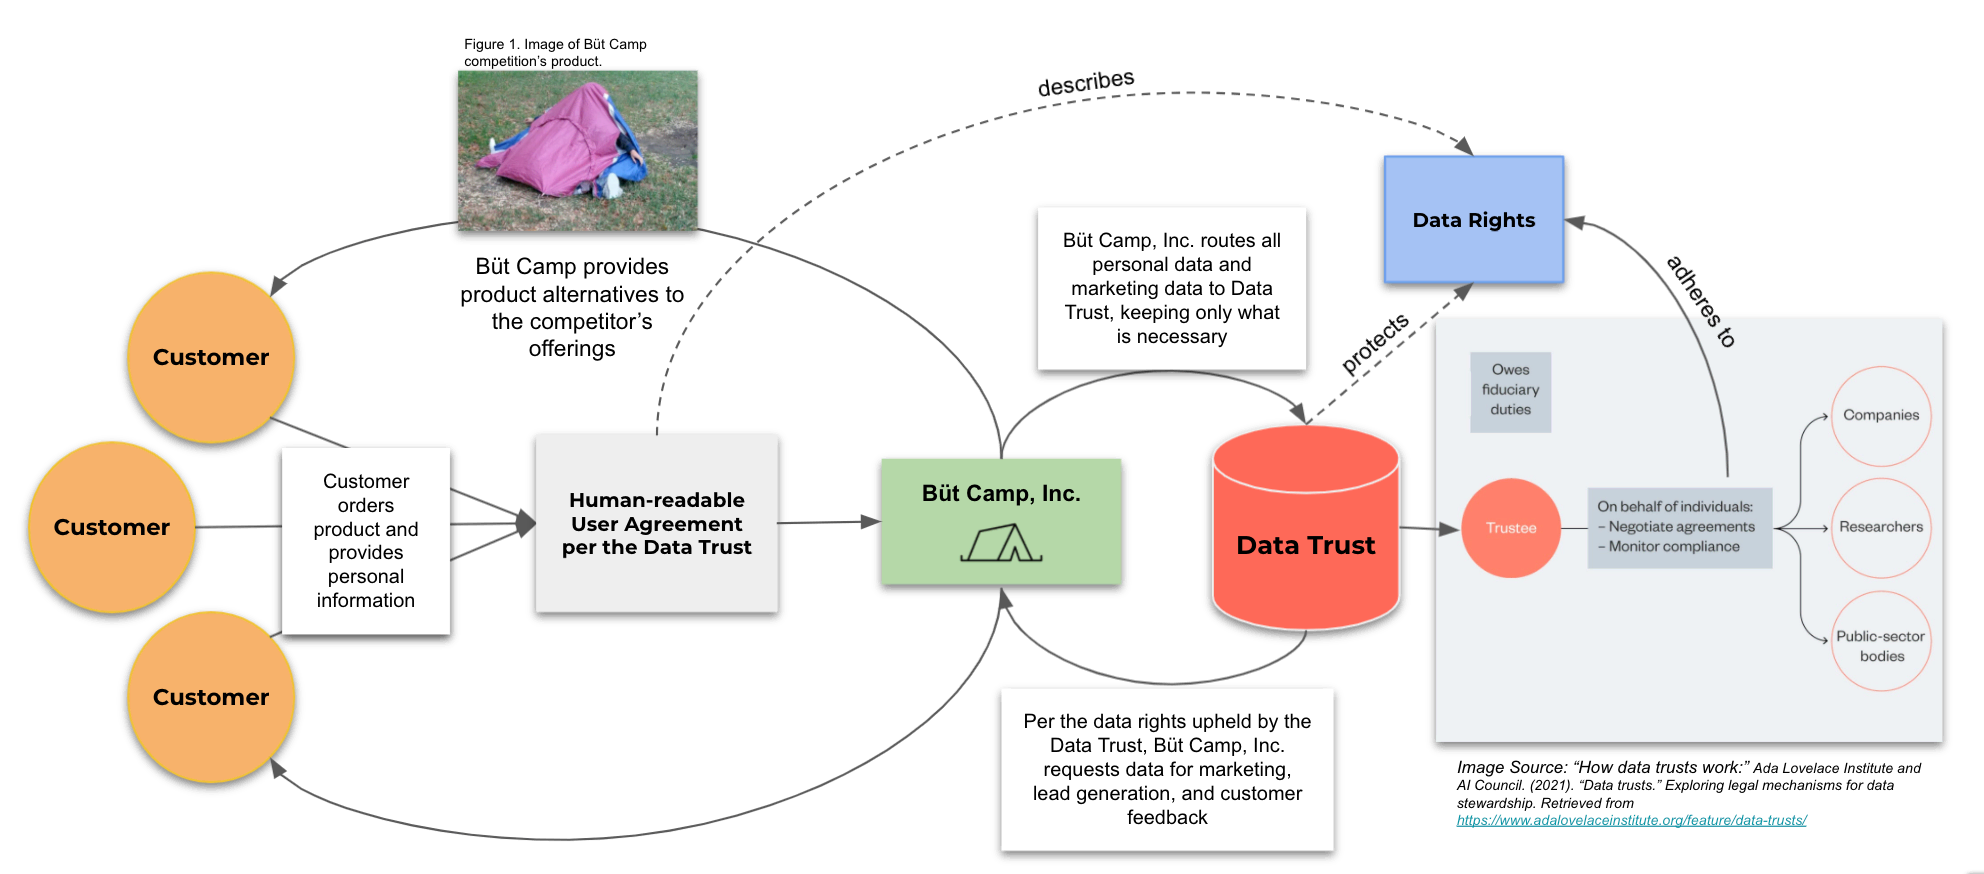 Figure 1. Image of Büt Camp
competition's product.
describes
Data Rights
Büt Camp provides
product alternatives to
the competitor's
offerings
Büt Camp, Inc. routes all
personal data and
marketing data to Data
Trust, keeping only what
is necessary
adheres to
protects
Customer
Customer
Customer
Customer
orders
product and
provides
personal
information
Human-readable
User Agreement
per the Data Trust
Büt Camp, Inc.
Data Trust
Owes
fiduciary
duties
Trustee
On behalf of individuals:
– Negotiate agreements
– Monitor compliance
Companies
Researchers
Public-sector
bodies
Per the data rights upheld by the
Data Trust, Büt Camp, Inc.
requests data for marketing,
lead generation, and customer
feedback
Image Source: “How data trusts work:” Ada Lovelace Institute and
AI Council. (2021). “Data trusts.” Exploring legal mechanisms for data
stewardship. Retrieved from
https://www.adalovelaceinstitute.org/feature/data-trusts/